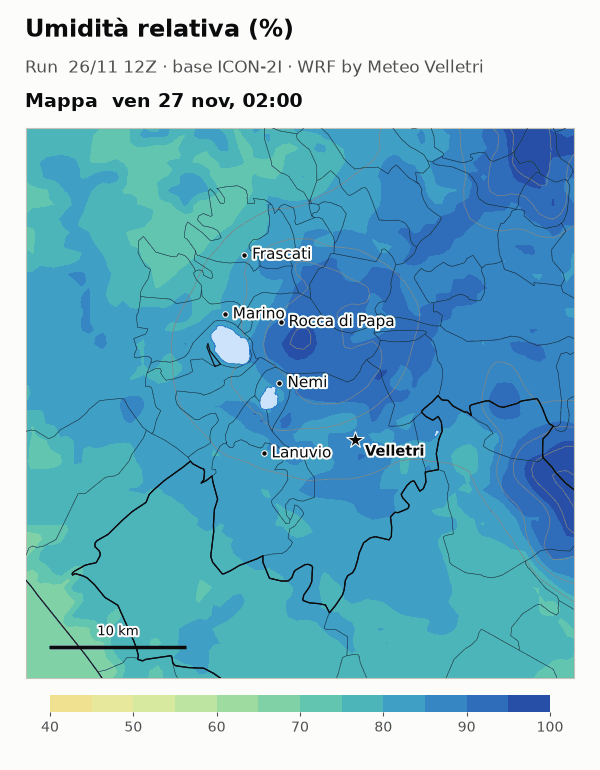 Umidità relativa (%)
Run  26/11 12Z · base ICON-2I · WRF by Meteo Velletri
Mappa  ven 27 nov, 02:00
Frascati
Marino
Rocca di Papa
Nemi
Velletri
Lanuvio
10 km
40 50 60 70 80 90 100